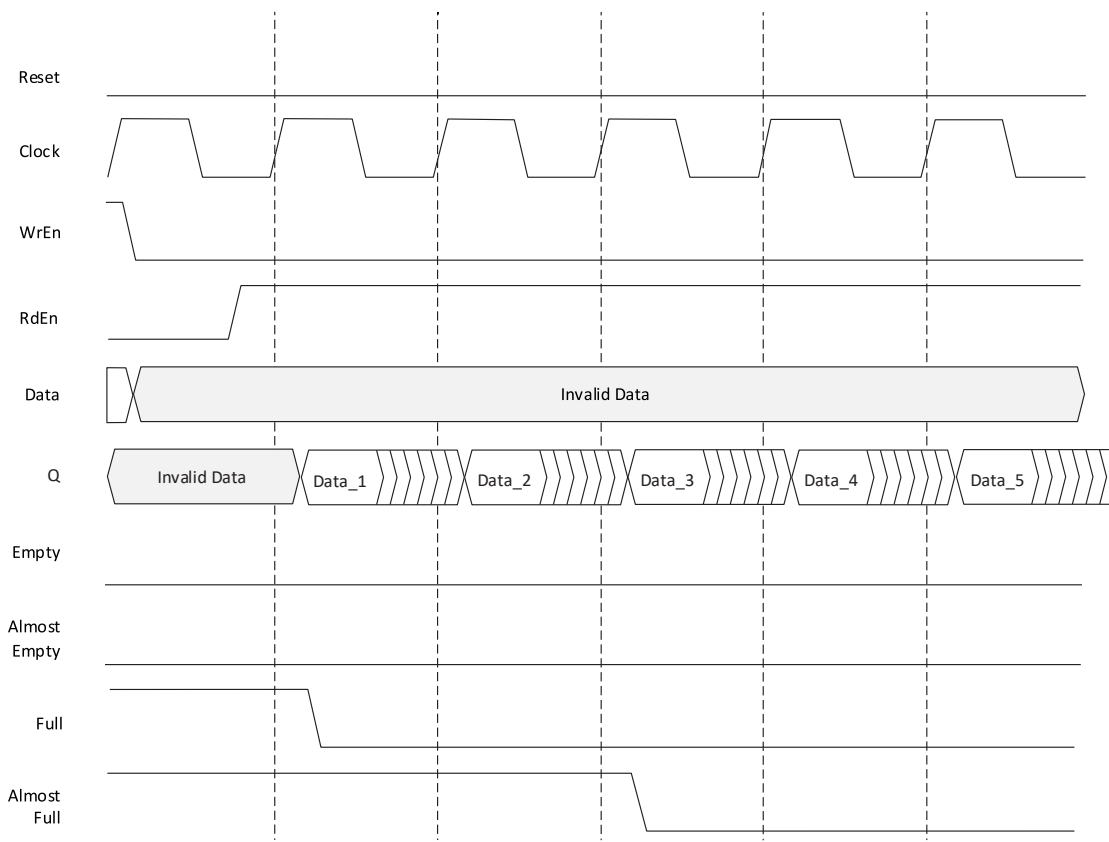 Reset
Clock
WrEn
RdEn
Data
Invalid Data
Q
Invalid Data
Data_1
Data_2
Data_3
Data_4
Data_5
Empty
Almost
Empty
Full
Almost
Full